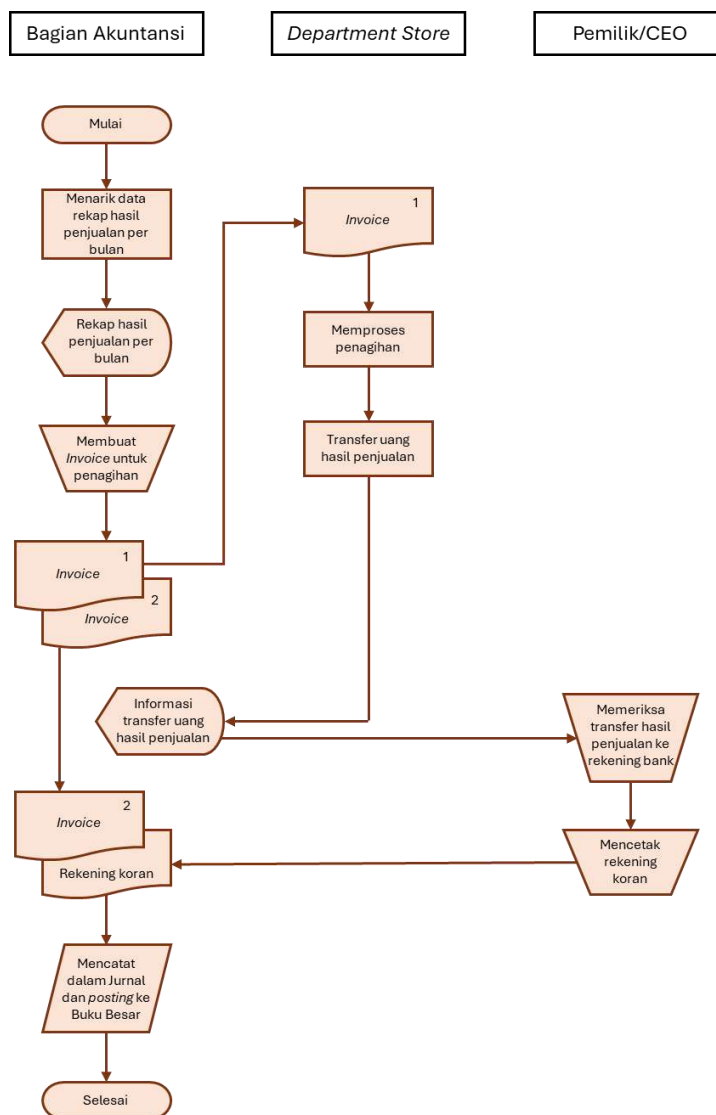 Bagian Akuntansi
Department Store
Pemilik/CEO
Mulai
Menarik data
rekap hasil
penjualan per
bulan
1
Invoice
Rekap hasil
penjualan per
bulan
Memproses
penagihan
Membuat
Invoice untuk
penagihan
Transfer uang
hasil penjualan
1
Invoice
2
Invoice
Informasi
transfer uang
hasil penjualan
Memeriksa
transfer hasil
penjualan ke
rekening bank
2
Invoice
Rekening koran
Mencetak
rekening
koran
Mencatat
dalam Jurnal
dan posting ke
Buku Besar
Selesai